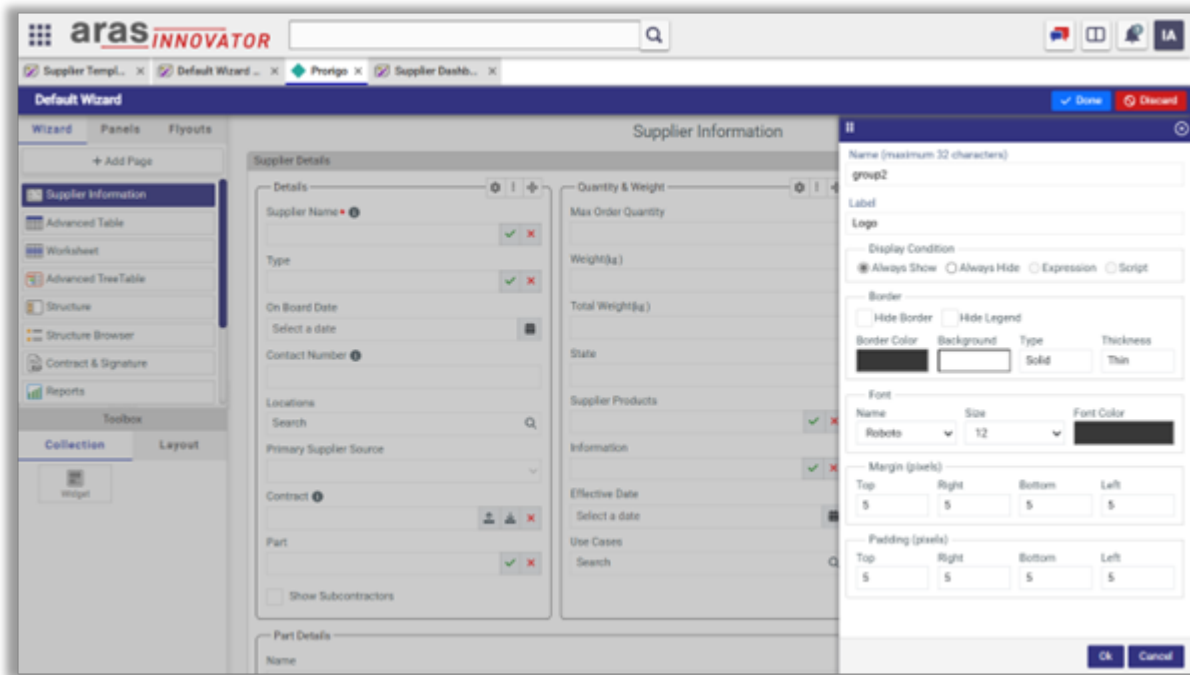 aras INNOVATOR
IA
Supplier Templ... × Default Wizard ... × Prorigo × Supplier Dashb... ×
Default Wizard
Done Discard
Wizard Panels Flyouts
+ Add Page
Supplier Information
Advanced Table
Worksheet
Advanced TreeTable
Structure
Structure Browser
Contract & Signature
Reports
Toolbox
Collection Layout
Widget
Supplier Information
Supplier Details
Details
Supplier Name
Type
On Board Date
Select a date
Contact Number
Locations
Search
Primary Supplier Source
Contract
Part
Show Subcontractors
Quantity & Weight
Max Order Quantity
Weight(kg)
Total Weight(kg)
State
Supplier Products
Information
Effective Date
Select a date
Use Cases
Search
Part Details
Name
Name (maximum 32 characters)
group2
Label
Logo
Display Condition
Always Show Always Hide Expression Script
Border
Hide Border Hide Legend
Border Color Background Type Thickness
Solid Thin
Font
Name Size Font Color
Roboto 12
Margin (pixels)
Top Right Bottom Left
5 5 5 5
Padding (pixels)
Top Right Bottom Left
5 5 5 5
Ok Cancel